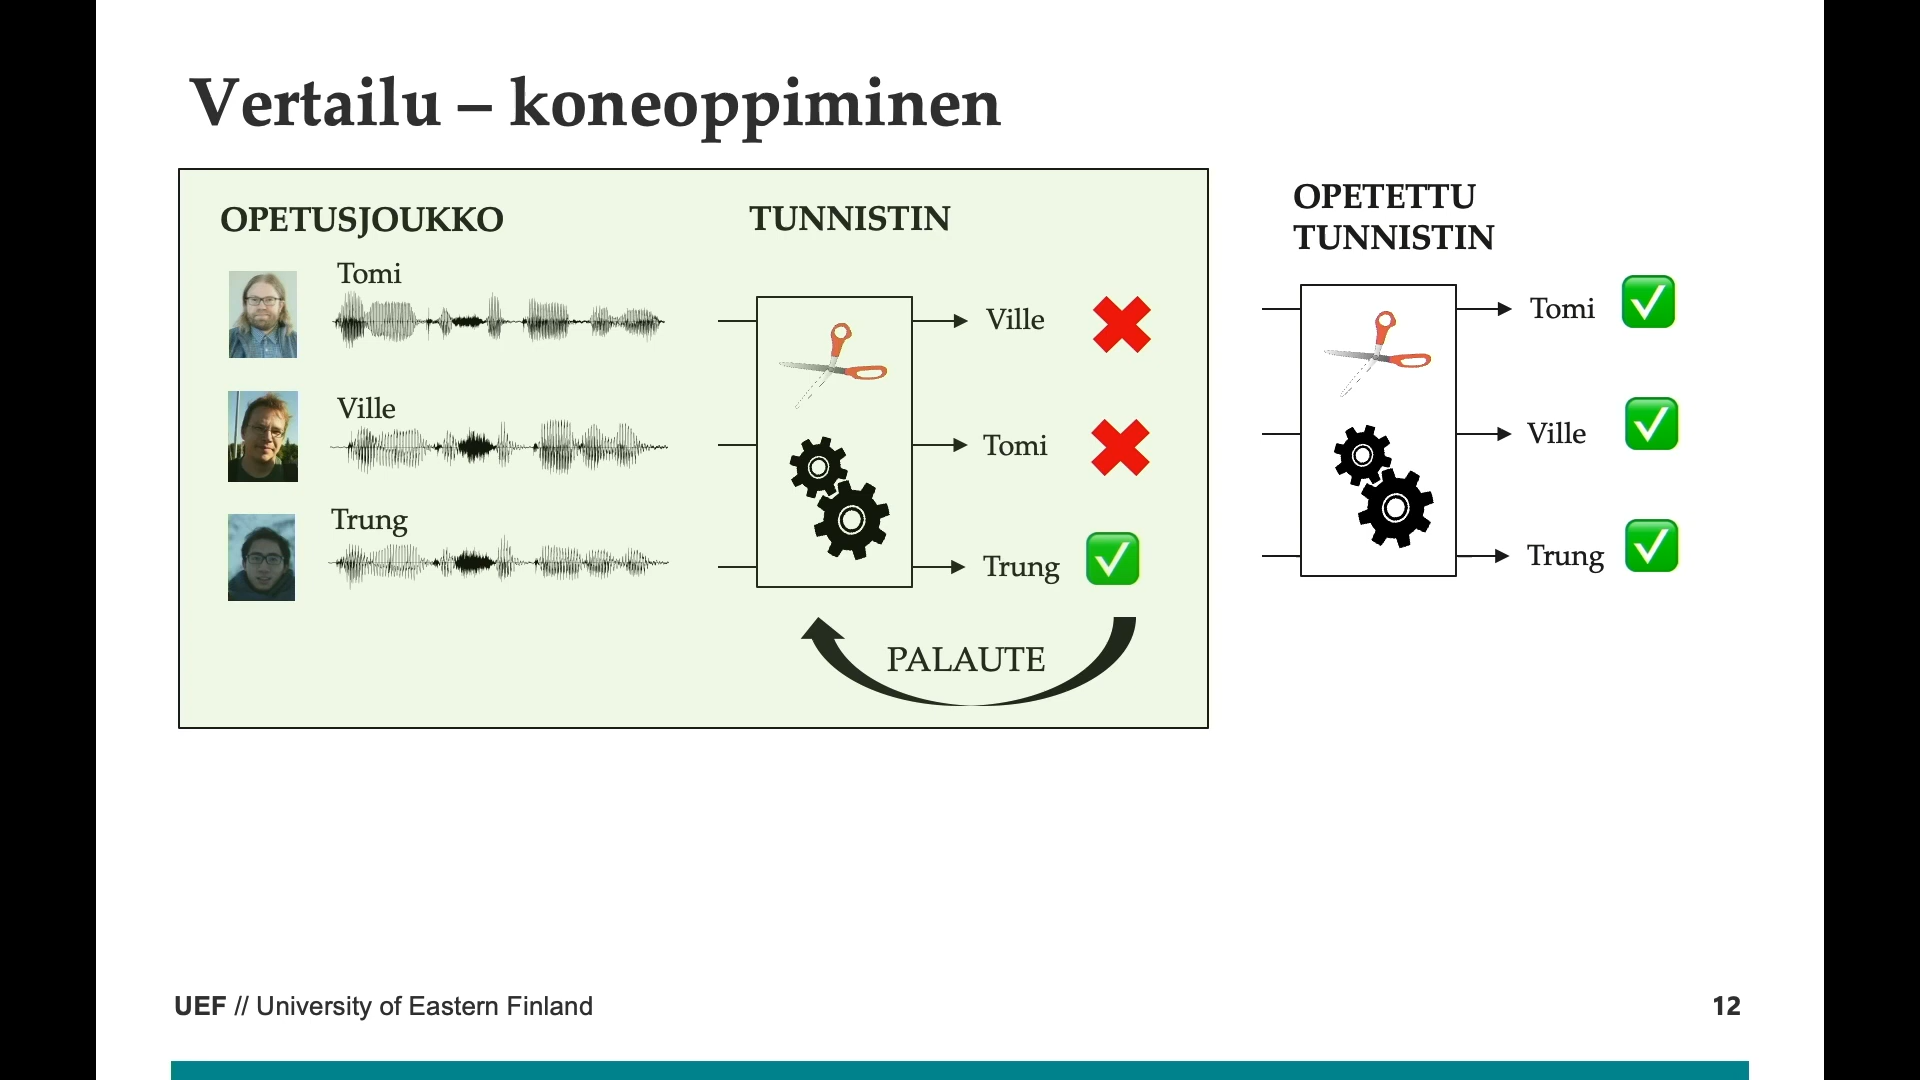 Vertailu – koneoppiminen
OPETUSJOUKKO
Tomi
Ville
Trung
TUNNISTIN
Ville
Tomi
Trung
PALAUTE
OPETETTU
TUNNISTIN
Tomi
Ville
Trung
UEF // University of Eastern Finland
12